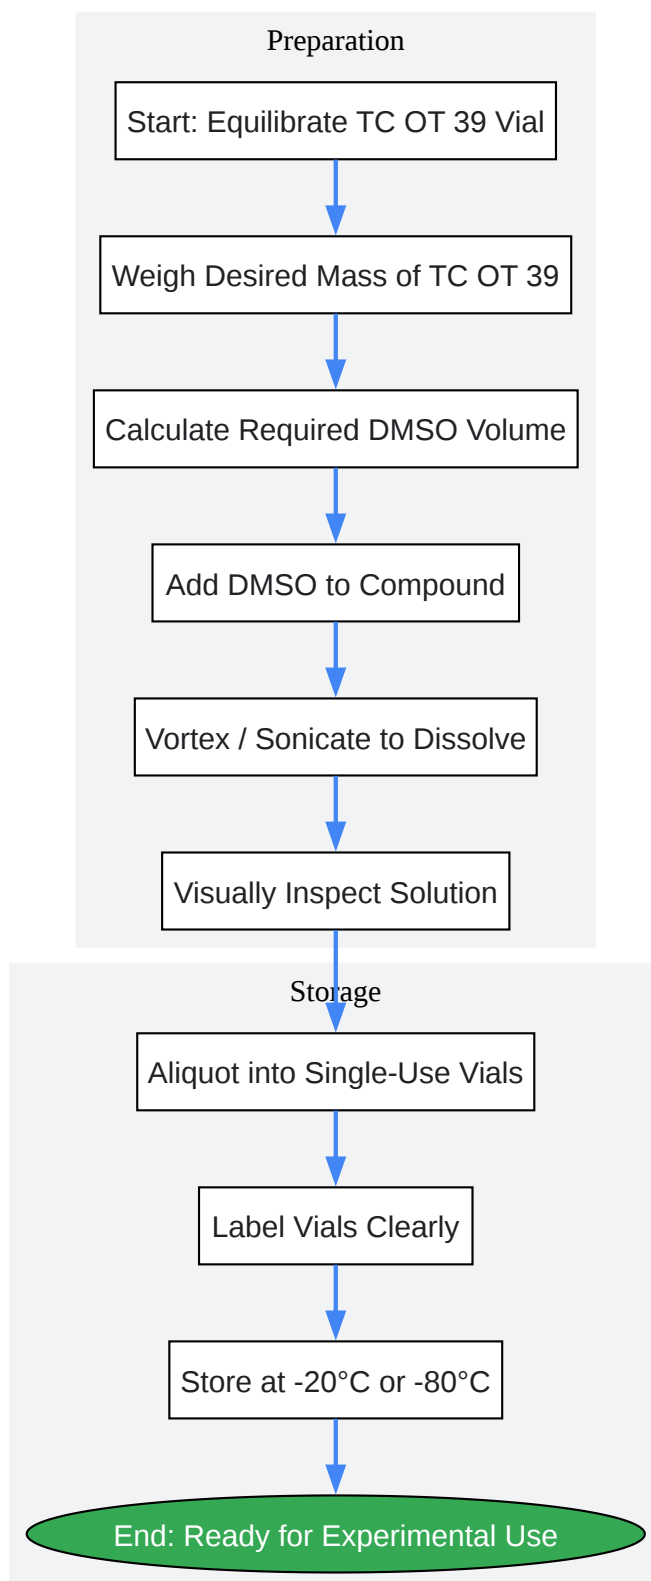 Preparation
Start: Equilibrate TC OT 39 Vial
Weigh Desired Mass of TC OT 39
Calculate Required DMSO Volume
Add DMSO to Compound
Vortex / Sonicate to Dissolve
Visually Inspect Solution
Storage
Aliquot into Single-Use Vials
Label Vials Clearly
Store at -20°C or -80°C
End: Ready for Experimental Use